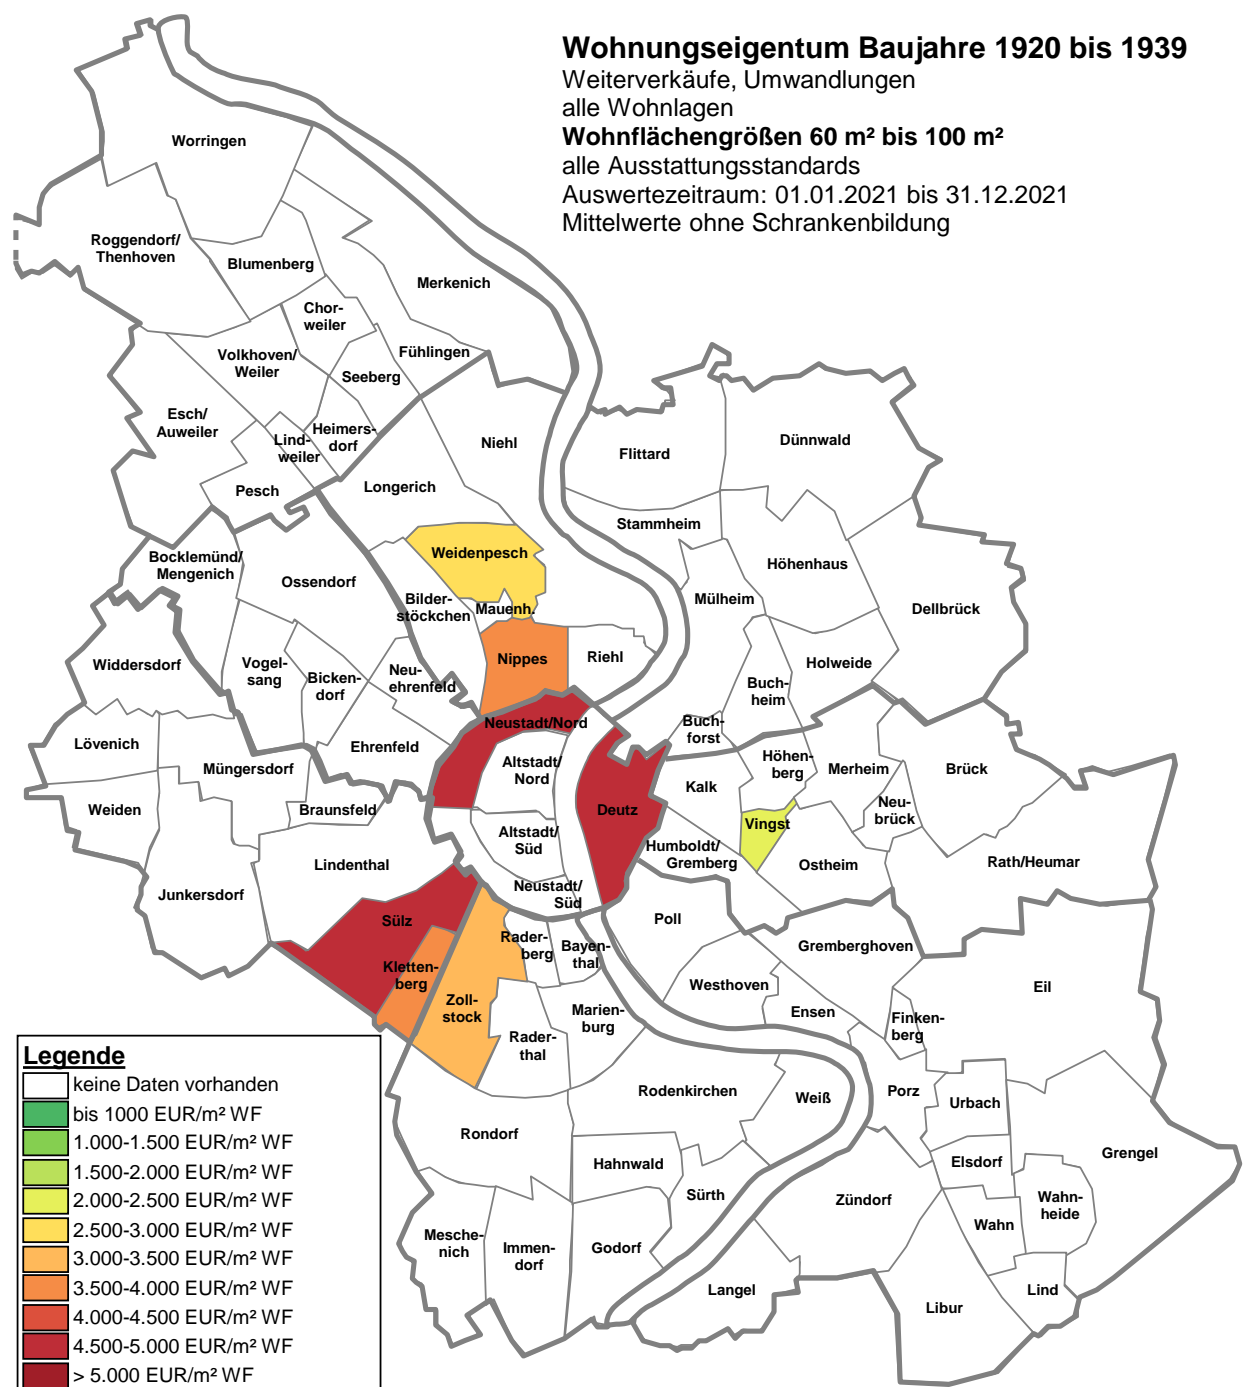 Wohnungseigentum Baujahre 1920 bis 1939
Weiterverkäufe, Umwandlungen
alle Wohnlagen
Wohnflächengrößen 60 m² bis 100 m²
alle Ausstattungsstandards
Auswertezeitraum: 01.01.2021 bis 31.12.2021
Mittelwerte ohne Schrankenbildung
Worringen
Roggendorf/
Thenhoven
Blumenberg
Merkenich
Chor-
weiler
Fühlingen
Volkhoven/
Weiler
Seeberg
Esch/
Auweiler
Lind-
weiler
Heimers-
dorf
Niehl
Pesch
Longerich
Flittard
Dünnwald
Stammheim
Weidenpesch
Bocklemünd/
Mengenich
Ossendorf
Höhenhaus
Bilder-
stöckchen
Mauenh.
Mülheim
Dellbrück
Widdersdorf
Vogel-
sang
Bicken-
dorf
Neu-
ehrenfeld
Nippes
Riehl
Holweide
Buch-
heim
Neustadt/Nord
Buch-
forst
Lövenich
Müngersdorf
Ehrenfeld
Altstadt/
Nord
Höhen-
berg
Merheim
Brück
Kalk
Neu-
brück
Weiden
Braunsfeld
Deutz
Vingst
Altstadt/
Süd
Humboldt/
Gremberg
Lindenthal
Ostheim
Rath/Heumar
Junkersdorf
Neustadt/
Süd
Sülz
Poll
Rader-
berg
Bayen-
thal
Gremberghoven
Kletten-
berg
Westhoven
Eil
Zoll-
stock
Marien-
burg
Ensen
Finken-
berg
Rader-
thal
Rodenkirchen
Weiß
Porz
Urbach
Rondorf
Grengel
Hahnwald
Elsdorf
Sürth
Zündorf
Wahn-
heide
Wahn
Mesche-
nich
Immen-
dorf
Godorf
Langel
Lind
Libur
Legende
keine Daten vorhanden
bis 1000 EUR/m² WF
1.000-1.500 EUR/m² WF
1.500-2.000 EUR/m² WF
2.000-2.500 EUR/m² WF
2.500-3.000 EUR/m² WF
3.000-3.500 EUR/m² WF
3.500-4.000 EUR/m² WF
4.000-4.500 EUR/m² WF
4.500-5.000 EUR/m² WF
> 5.000 EUR/m² WF